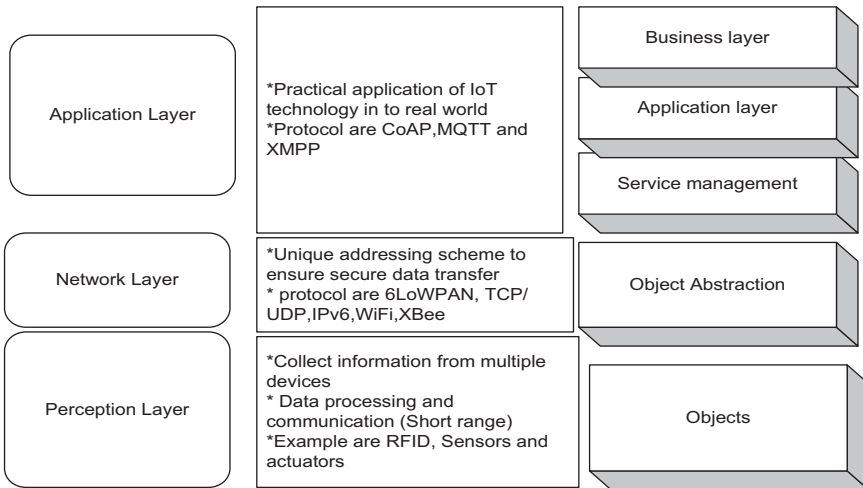 Application Layer
*Practical application of IoT
technology in to real world
*Protocol are CoAP,MQTT and
XMPP
Business layer
Application layer
Service management
Network Layer
*Unique addressing scheme to
ensure secure data transfer
* protocol are 6LoWPAN, TCP/
UDP,IPv6,WiFi,XBee
Object Abstraction
Perception Layer
*Collect information from multiple
devices
* Data processing and
communication (Short range)
*Example are RFID, Sensors and
actuators
Objects